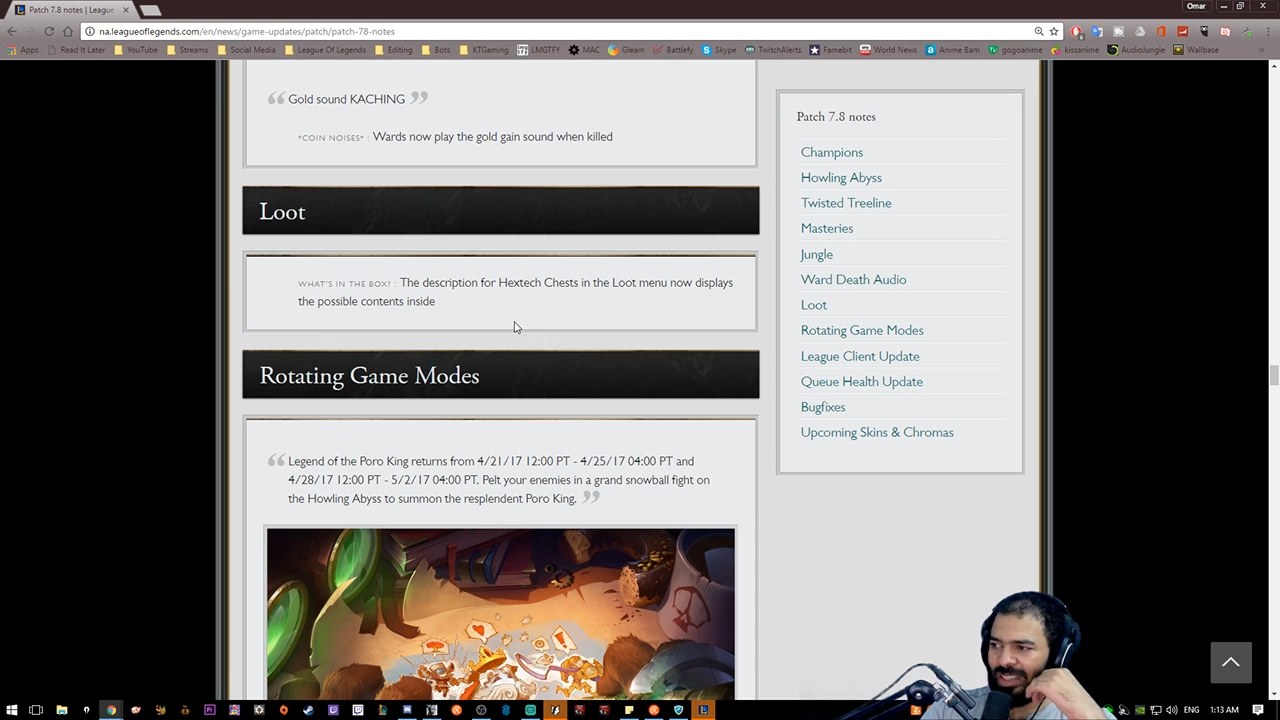 Patch 7.8 notes | League
Omar
na.leagueoflegends.com/en/news/game-updates/patch/patch-78-notes
Apps Read It Later YouTube Streams Social Media League Of Legends Editing Bots KTGaming LMGTFY MAC Gleam Battlefy Skype TwitchAlerts Famebit World News Anime Bam gogoanime kissanime AudioJungle Wallbase
“ Gold sound KACHING ”
*COIN NOISES* : Wards now play the gold gain sound when killed
Loot
WHAT'S IN THE BOX? : The description for Hextech Chests in the Loot menu now displays
the possible contents inside
Rotating Game Modes
“ Legend of the Poro King returns from 4/21/17 12:00 PT - 4/25/17 04:00 PT and
4/28/17 12:00 PT - 5/2/17 04:00 PT. Pelt your enemies in a grand snowball fight on
the Howling Abyss to summon the resplendent Poro King. ”
Patch 7.8 notes
Champions
Howling Abyss
Twisted Treeline
Masteries
Jungle
Ward Death Audio
Loot
Rotating Game Modes
League Client Update
Queue Health Update
Bugfixes
Upcoming Skins & Chromas
ENG 1:13 AM